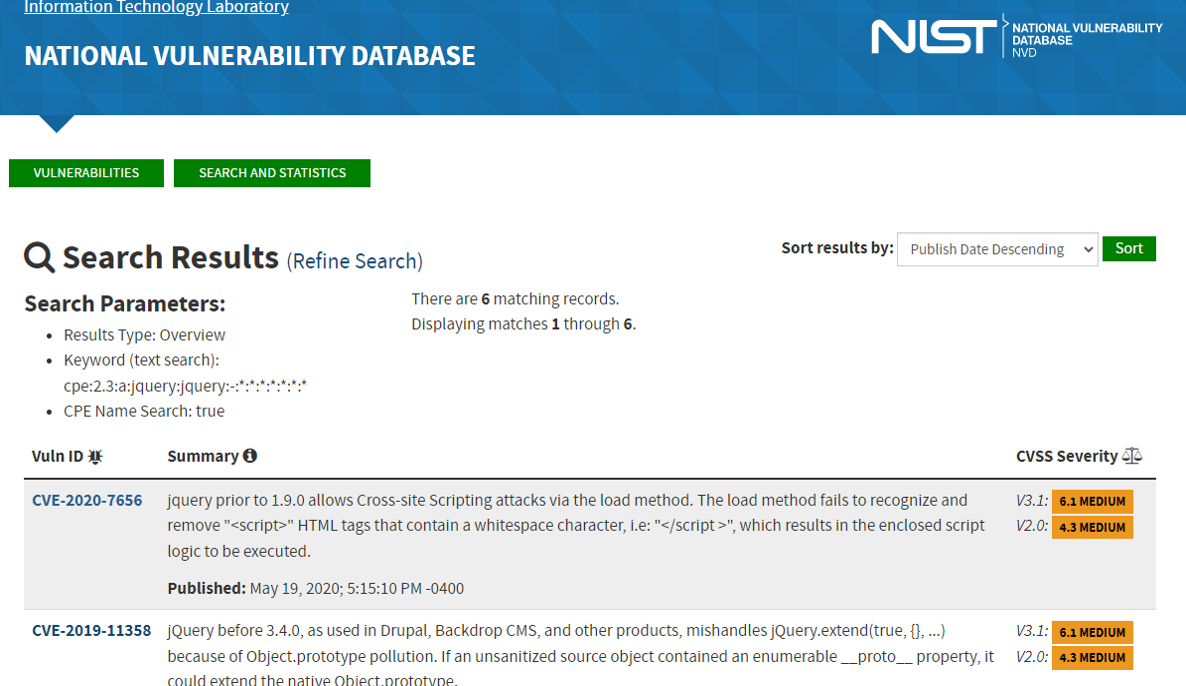 Information Technology Laboratory
NATIONAL VULNERABILITY DATABASE
NIST
NATIONAL VULNERABILITY
DATABASE
NVD
VULNERABILITIES
SEARCH AND STATISTICS
Search Results (Refine Search)
Sort results by: Publish Date Descending Sort
Search Parameters:
There are 6 matching records.
Displaying matches 1 through 6.
• Results Type: Overview
• Keyword (text search):
cpe:2.3:a:jquery:jquery:-:*:*:*:*:*:*:*
• CPE Name Search: true
Vuln ID Summary CVSS Severity
CVE-2020-7656
jquery prior to 1.9.0 allows Cross-site Scripting attacks via the load method. The load method fails to recognize and
remove "<script>" HTML tags that contain a whitespace character, i.e: "</script >", which results in the enclosed script
logic to be executed.
Published: May 19, 2020; 5:15:10 PM -0400
V3.1: 6.1 MEDIUM
V2.0: 4.3 MEDIUM
CVE-2019-11358
jQuery before 3.4.0, as used in Drupal, Backdrop CMS, and other products, mishandles jQuery.extend(true, {}, ...)
because of Object.prototype pollution. If an unsanitized source object contained an enumerable __proto__ property, it
could extend the native Object.prototype.
V3.1: 6.1 MEDIUM
V2.0: 4.3 MEDIUM